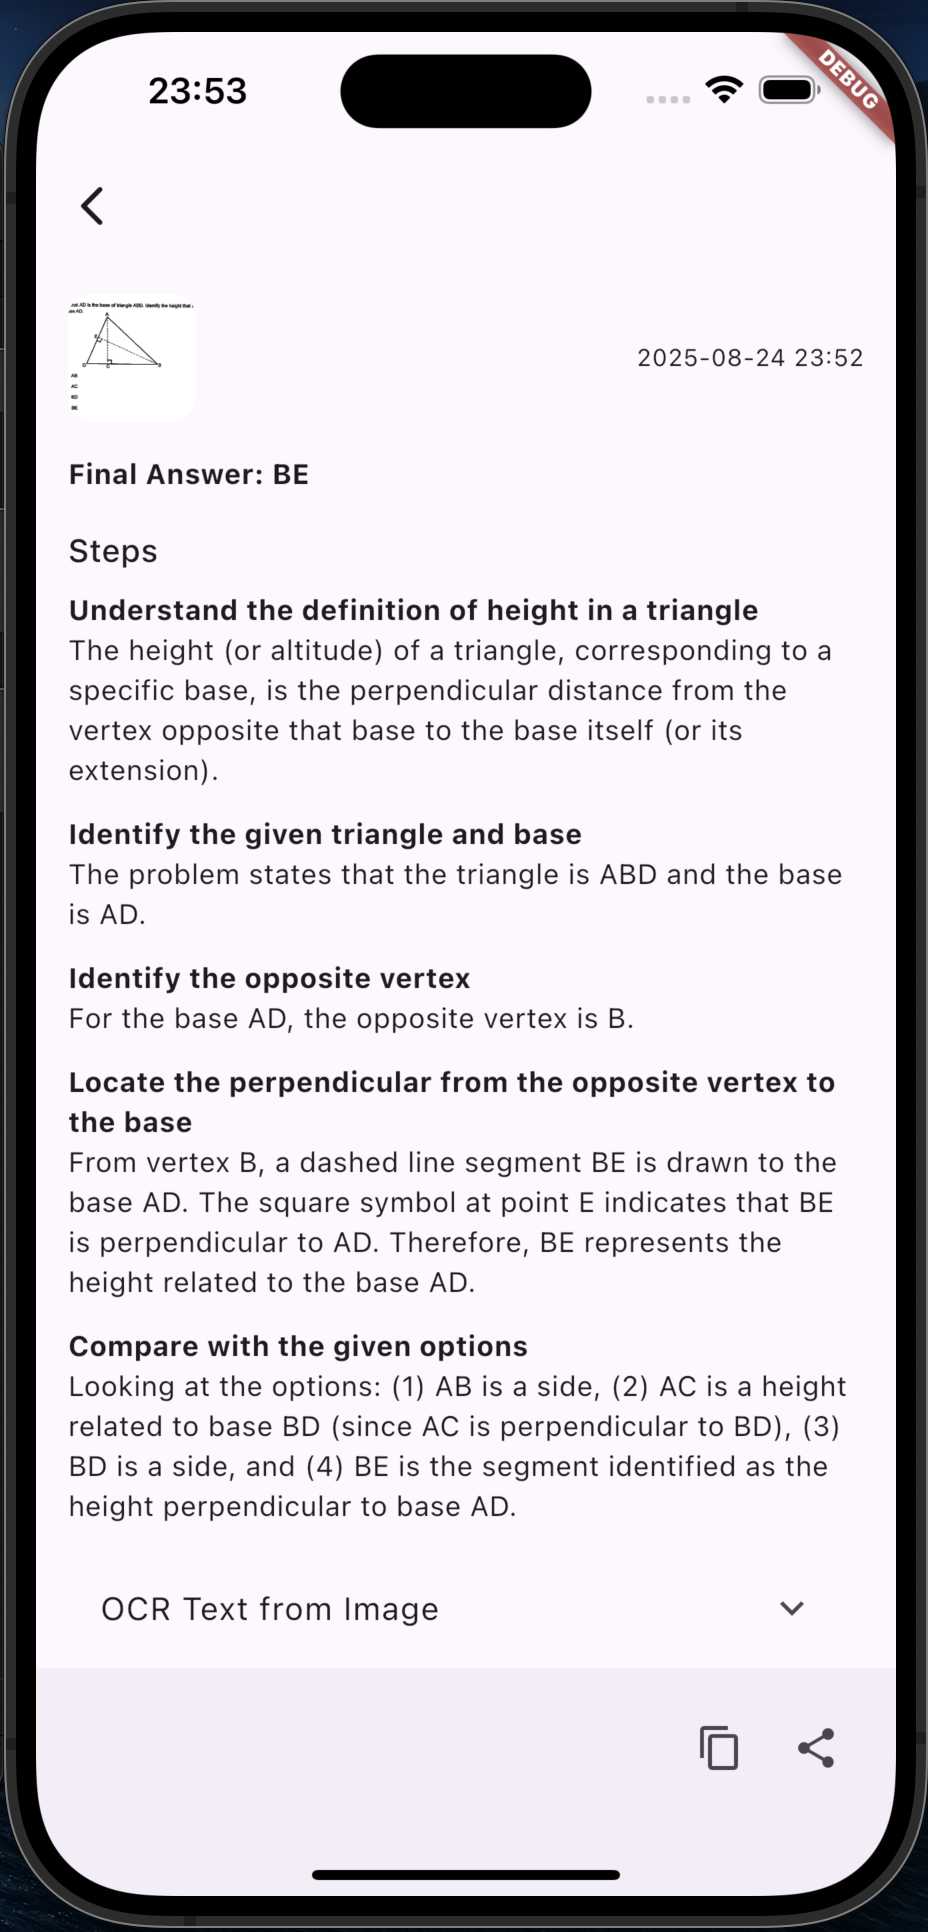 23:53
DEBUG
...nat AD is the base of triangle ABD. Identify the height that
AD.
A
E
D
C
B
AB
AC
BD
BE
2025-08-24 23:52
Final Answer: BE
Steps
Understand the definition of height in a triangle
The height (or altitude) of a triangle, corresponding to a
specific base, is the perpendicular distance from the
vertex opposite that base to the base itself (or its
extension).
Identify the given triangle and base
The problem states that the triangle is ABD and the base
is AD.
Identify the opposite vertex
For the base AD, the opposite vertex is B.
Locate the perpendicular from the opposite vertex to
the base
From vertex B, a dashed line segment BE is drawn to the
base AD. The square symbol at point E indicates that BE
is perpendicular to AD. Therefore, BE represents the
height related to the base AD.
Compare with the given options
Looking at the options: (1) AB is a side, (2) AC is a height
related to base BD (since AC is perpendicular to BD), (3)
BD is a side, and (4) BE is the segment identified as the
height perpendicular to base AD.
OCR Text from Image